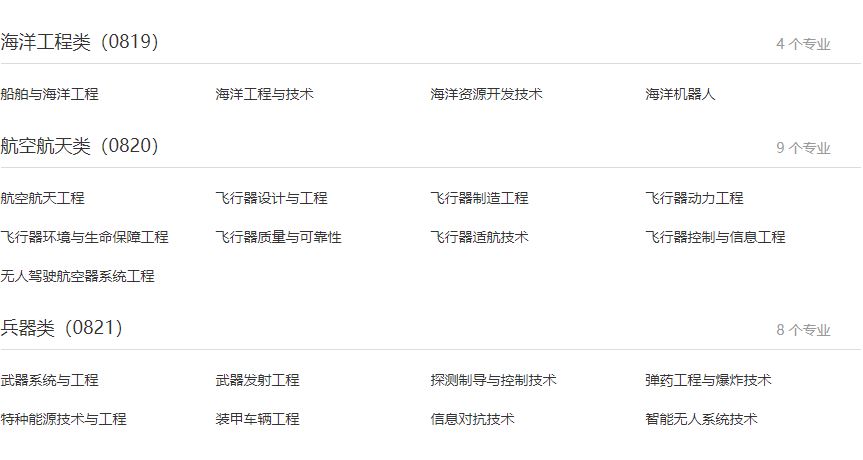 海洋工程类（0819） 4 个专业
船舶与海洋工程 海洋工程与技术 海洋资源开发技术 海洋机器人
航空航天类（0820） 9 个专业
航空航天工程 飞行器设计与工程 飞行器制造工程 飞行器动力工程
飞行器环境与生命保障工程 飞行器质量与可靠性 飞行器适航技术 飞行器控制与信息工程
无人驾驶航空器系统工程
兵器类（0821） 8 个专业
武器系统与工程 武器发射工程 探测制导与控制技术 弹药工程与爆炸技术
特种能源技术与工程 装甲车辆工程 信息对抗技术 智能无人系统技术